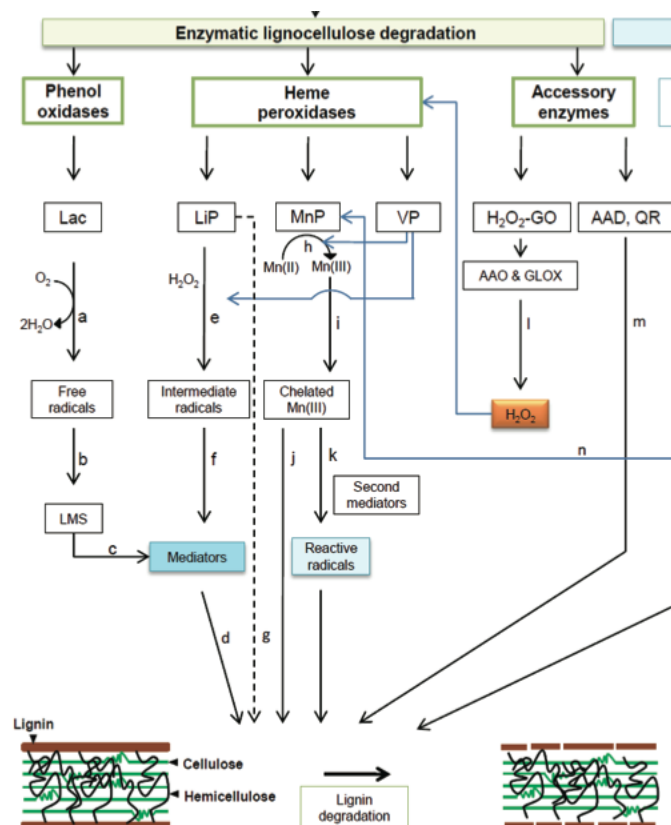 Enzymatic lignocellulose degradation
Phenol
oxidases
Heme
peroxidases
Accessory
enzymes
Lac
LiP
MnP
VP
H₂O₂-GO
AAD, QR
h
Mn(II)
Mn(III)
O₂
2H₂O
a
H₂O₂
e
i
AAO & GLOX
l
m
Free
radicals
Intermediate
radicals
Chelated
Mn(III)
H₂O₂
n
b
f
j
k
Second
mediators
LMS
c
Mediators
Reactive
radicals
d
g
Lignin
Cellulose
Hemicellulose
Lignin
degradation